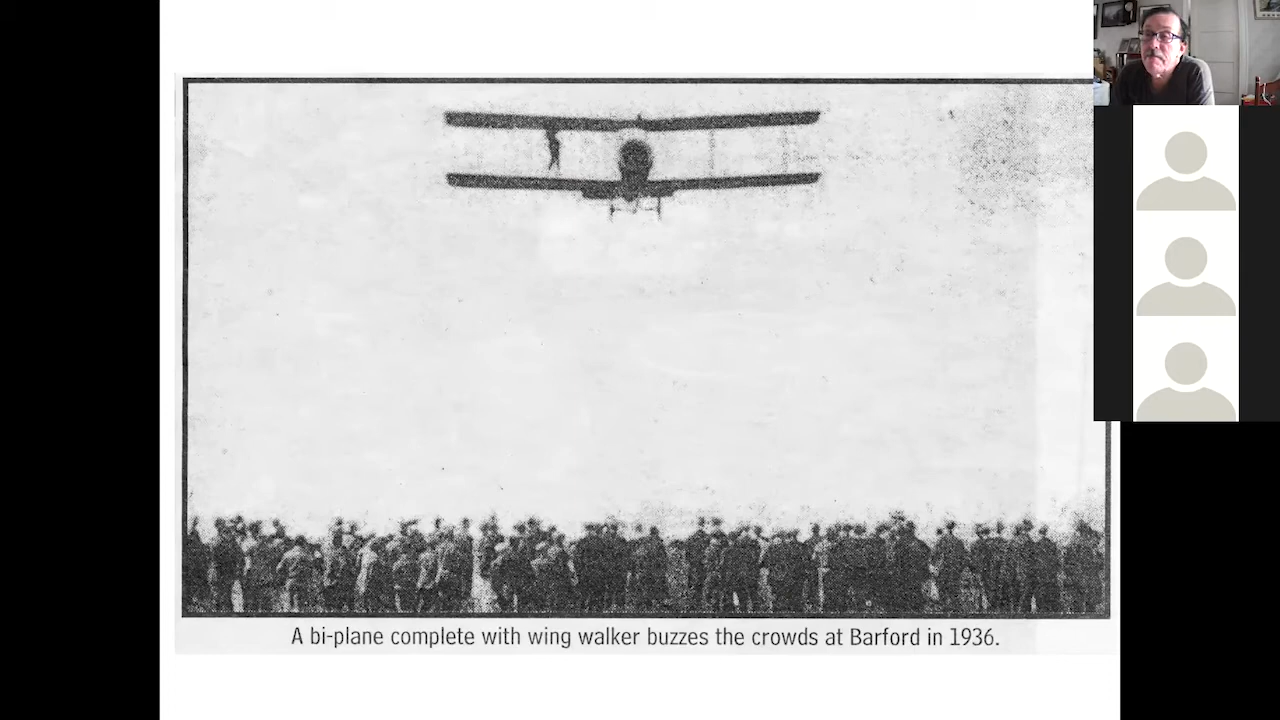 A bi-plane complete with wing walker buzzes the crowds at Barford in 1936.